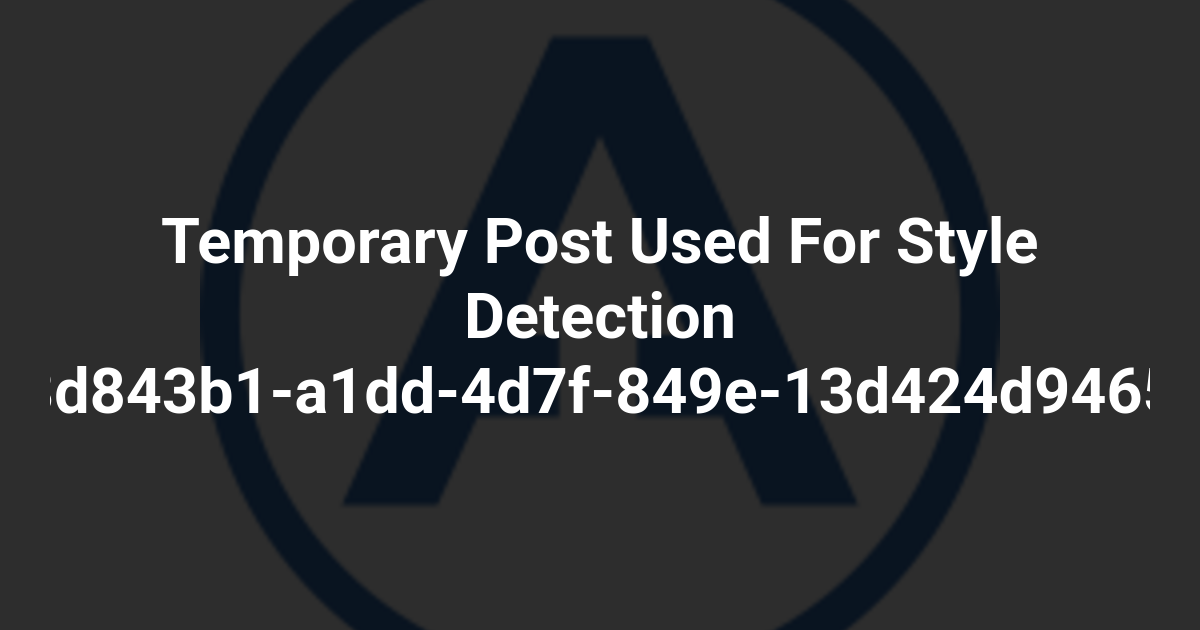 Temporary Post Used For Style
Detection
d843b1-a1dd-4d7f-849e-13d424d946
A